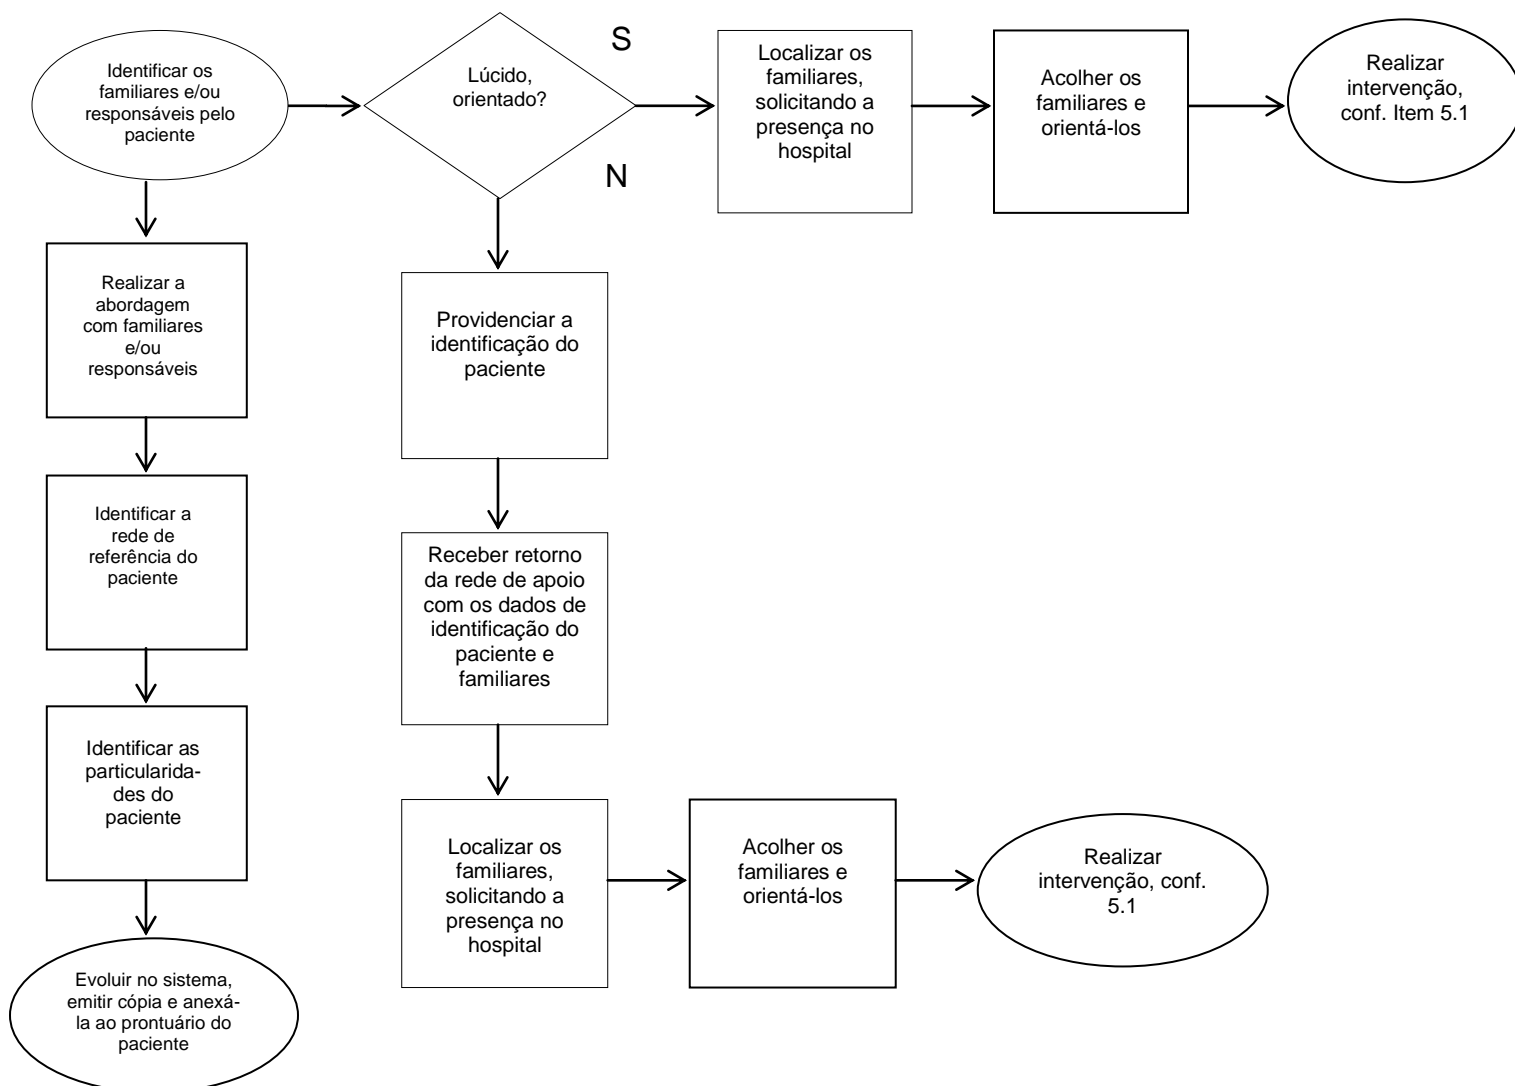 Identificar os
familiares e/ou
responsáveis pelo
paciente
Lúcido,
orientado?
S
N
Localizar os
familiares,
solicitando a
presença no
hospital
Acolher os
familiares e
orientá-los
Realizar
intervenção,
conf. Item 5.1
Realizar a
abordagem
com familiares
e/ou
responsáveis
Providenciar a
identificação do
paciente
Identificar a
rede de
referência do
paciente
Receber retorno
da rede de apoio
com os dados de
identificação do
paciente e
familiares
Identificar as
particularida-
des do
paciente
Localizar os
familiares,
solicitando a
presença no
hospital
Acolher os
familiares e
orientá-los
Realizar
intervenção, conf.
5.1
Evoluir no sistema,
emitir cópia e anexá-
la ao prontuário do
paciente